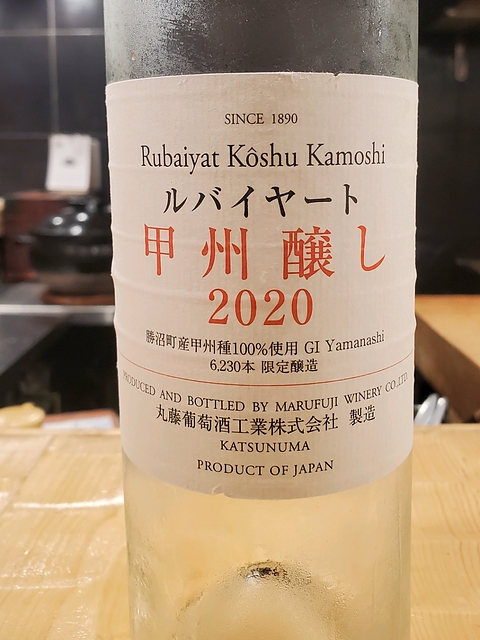 SINCE 1890
Rubaiyat Kôshu Kamoshi
ルバイヤート
甲州 醸し
2020
勝沼町産甲州種100%使用 GI Yamanashi
6,230本 限定醸造
PRODUCED AND BOTTLED BY MARUFUJI WINERY CO.,LTD.
丸藤葡萄酒工業株式会社 製造
KATSUNUMA
PRODUCT OF JAPAN